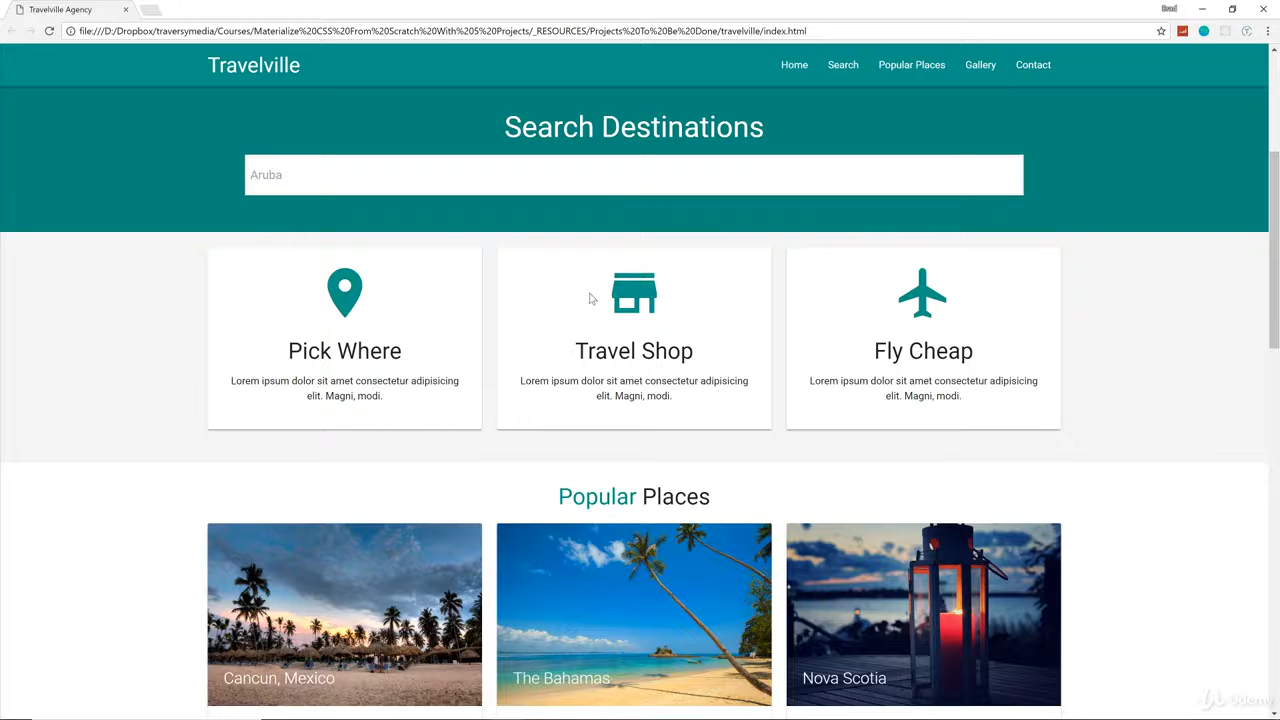 Travelville Agency
Brad
file:///D:/Dropbox/traversymedia/Courses/Materialize%20CSS%20From%20Scratch%20With%205%20Projects/_RESOURCES/Projects%20To%20Be%20Done/travelville/index.html
Travelville
Home
Search
Popular Places
Gallery
Contact
Search Destinations
Aruba
Pick Where
Lorem ipsum dolor sit amet consectetur adipisicing
elit. Magni, modi.
Travel Shop
Lorem ipsum dolor sit amet consectetur adipisicing
elit. Magni, modi.
Fly Cheap
Lorem ipsum dolor sit amet consectetur adipisicing
elit. Magni, modi.
Popular Places
Cancun, Mexico
The Bahamas
Nova Scotia
Udemy